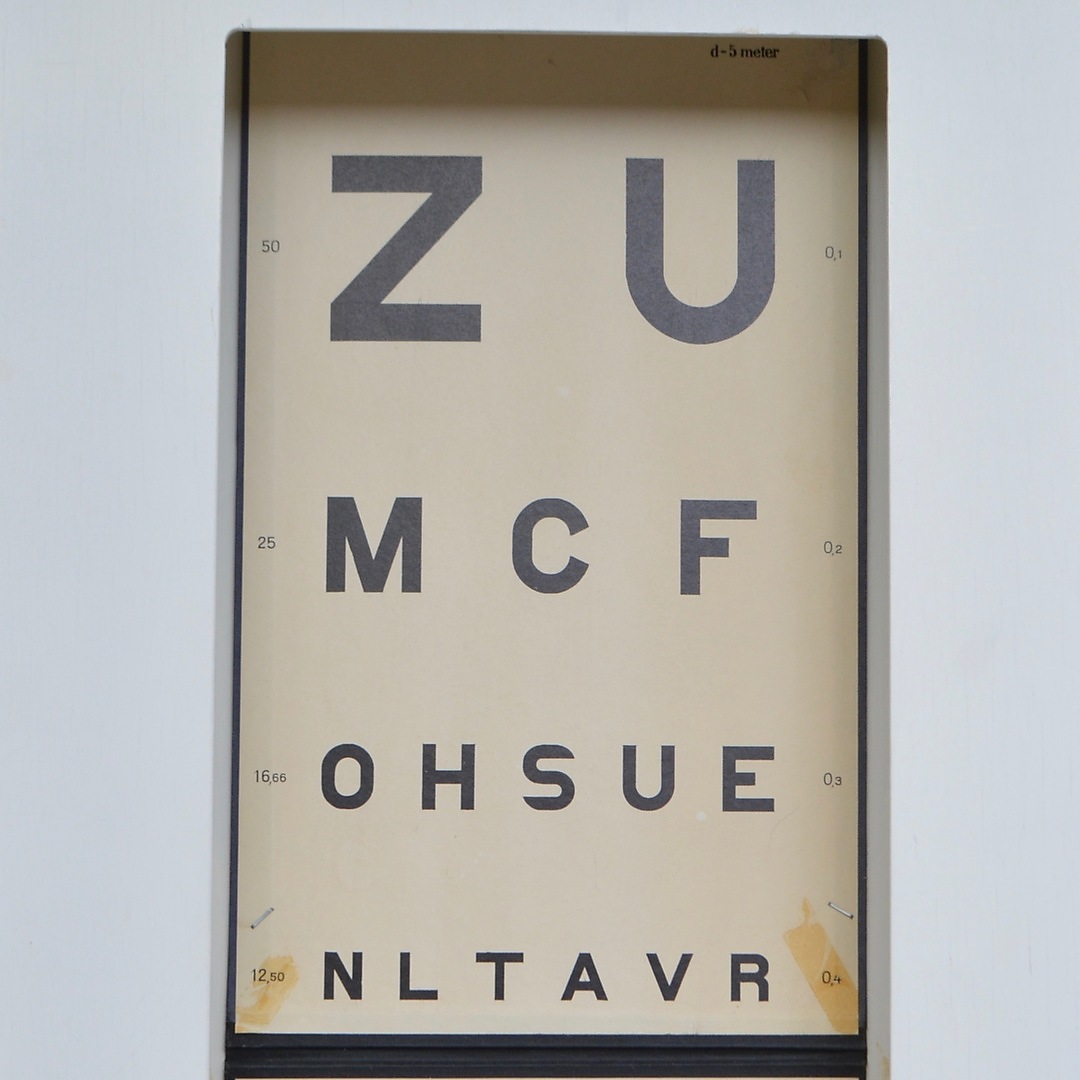 d-5 meter
50 Z U 0,1
25 M C F 0,2
16,66 O H S U E 0,3
12,50 N L T A V R 0,4